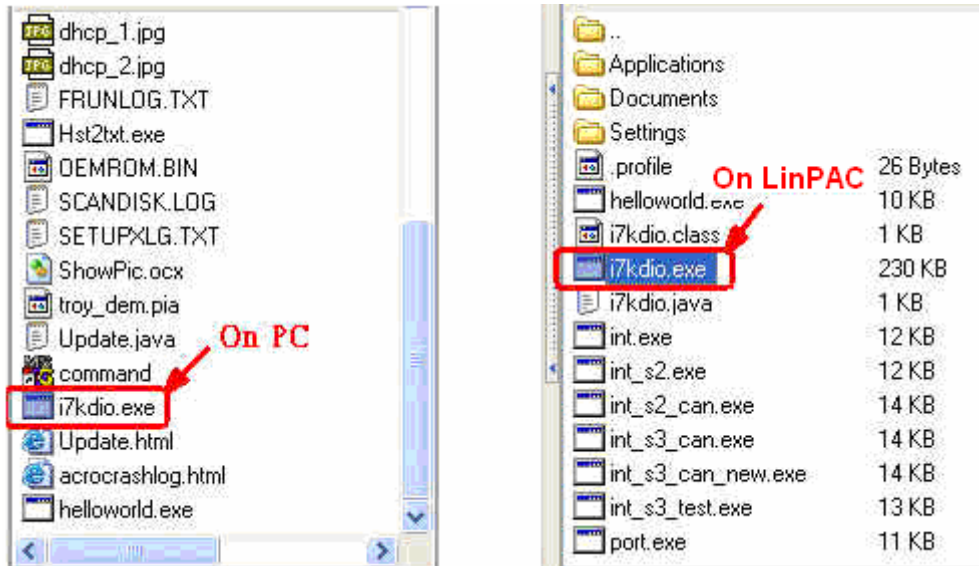 dhcp_1.jpg
dhcp_2.jpg
FRUNLOG.TXT
Hst2txt.exe
OEMROM.BIN
SCANDISK.LOG
SETUPXLG.TXT
ShowPic.ocx
troy_dem.pia
Update.java
On PC
command
i7kdio.exe
Update.html
acrocrashlog.html
helloworld.exe
..
Applications
Documents
Settings
.profile 26 Bytes
On LinPAC
helloworld.exe 10 KB
i7kdio.class 1 KB
i7kdio.exe 230 KB
i7kdio.java 1 KB
int.exe 12 KB
int_s2.exe 12 KB
int_s2_can.exe 14 KB
int_s3_can.exe 14 KB
int_s3_can_new.exe 14 KB
int_s3_test.exe 13 KB
port.exe 11 KB